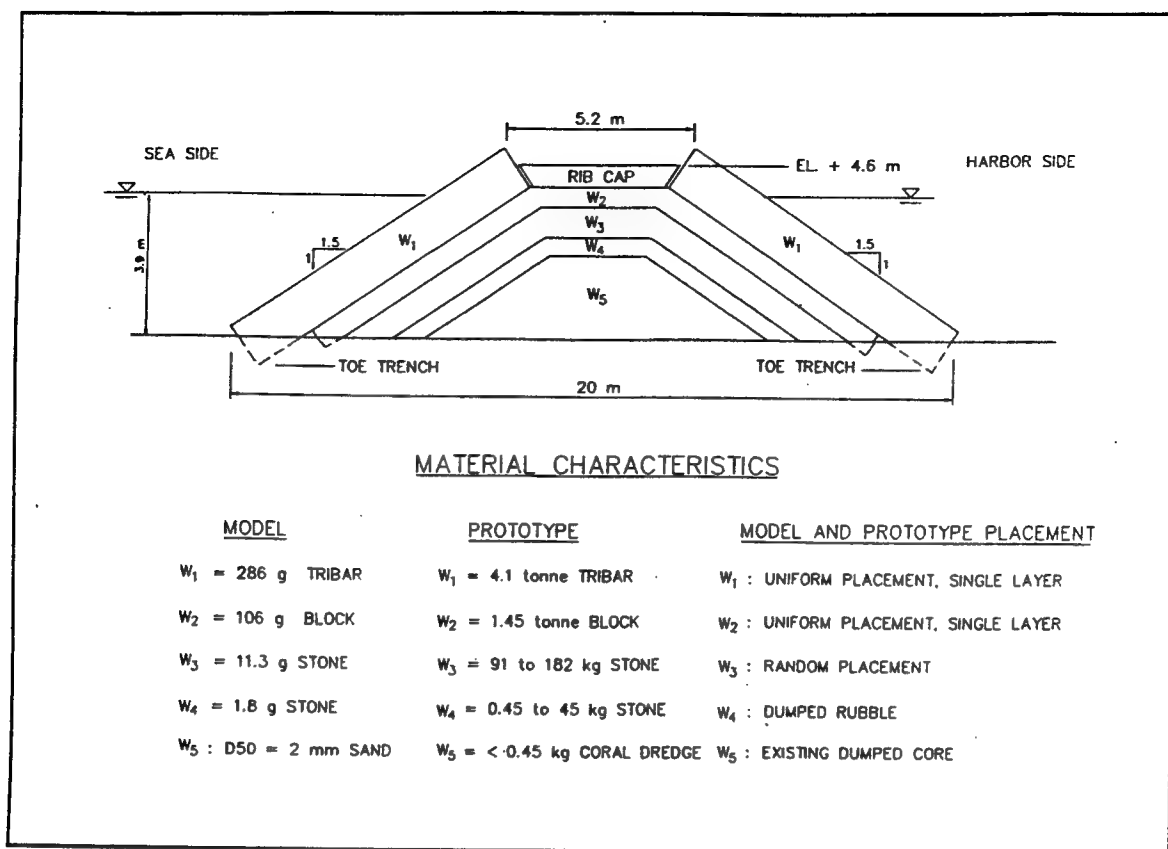 5.2 m
SEA SIDE
EL. + 4.6 m
HARBOR SIDE
RIB CAP
W₂
W₃
W₁
W₁
W₄
W₅
1.5
1
1.5
1
3.9 m
TOE TRENCH
TOE TRENCH
20 m
MATERIAL CHARACTERISTICS
MODEL PROTOTYPE MODEL AND PROTOTYPE PLACEMENT
W₁ = 286 g TRIBAR W₁ = 4.1 tonne TRIBAR W₁ : UNIFORM PLACEMENT, SINGLE LAYER
W₂ = 106 g BLOCK W₂ = 1.45 tonne BLOCK W₂ : UNIFORM PLACEMENT, SINGLE LAYER
W₃ = 11.3 g STONE W₃ = 91 to 182 kg STONE W₃ : RANDOM PLACEMENT
W₄ = 1.8 g STONE W₄ = 0.45 to 45 kg STONE W₄ : DUMPED RUBBLE
W₅ : D50 = 2 mm SAND W₅ = < 0.45 kg CORAL DREDGE W₅ : EXISTING DUMPED CORE